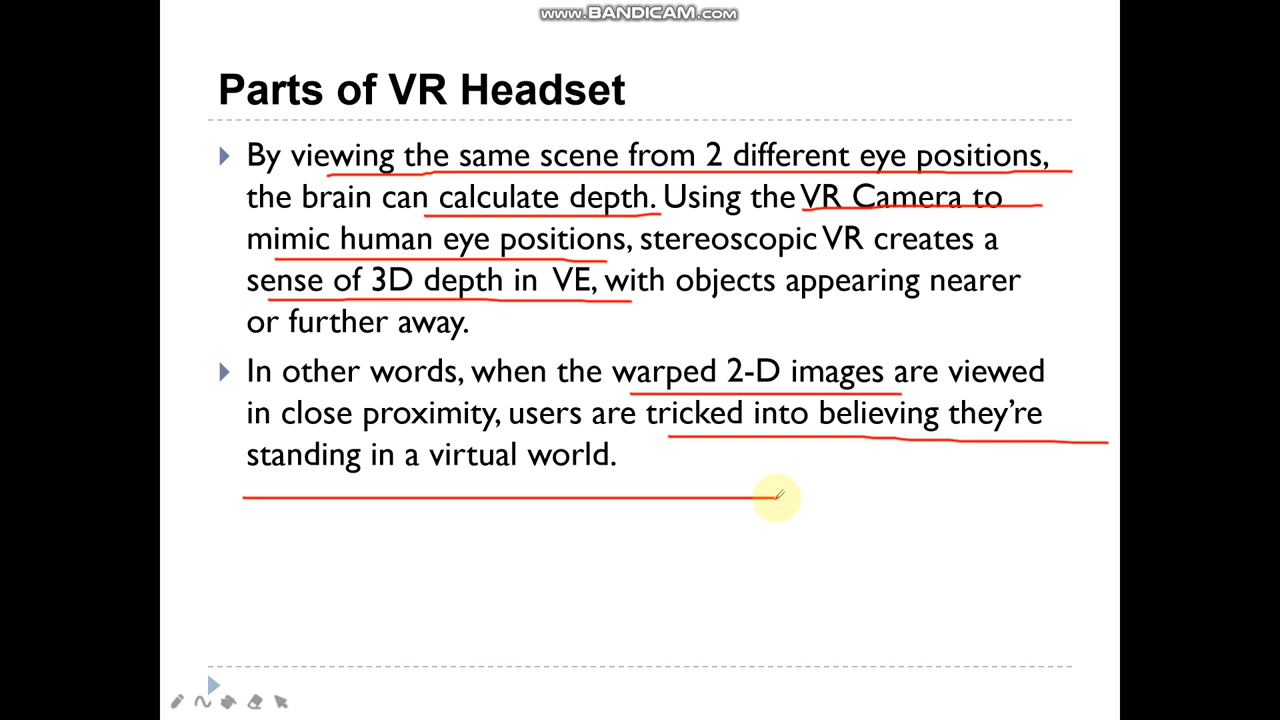 www.BANDICAM.com
Parts of VR Headset
By viewing the same scene from 2 different eye positions,
the brain can calculate depth. Using the VR Camera to
mimic human eye positions, stereoscopic VR creates a
sense of 3D depth in VE, with objects appearing nearer
or further away.
In other words, when the warped 2-D images are viewed
in close proximity, users are tricked into believing they’re
standing in a virtual world.